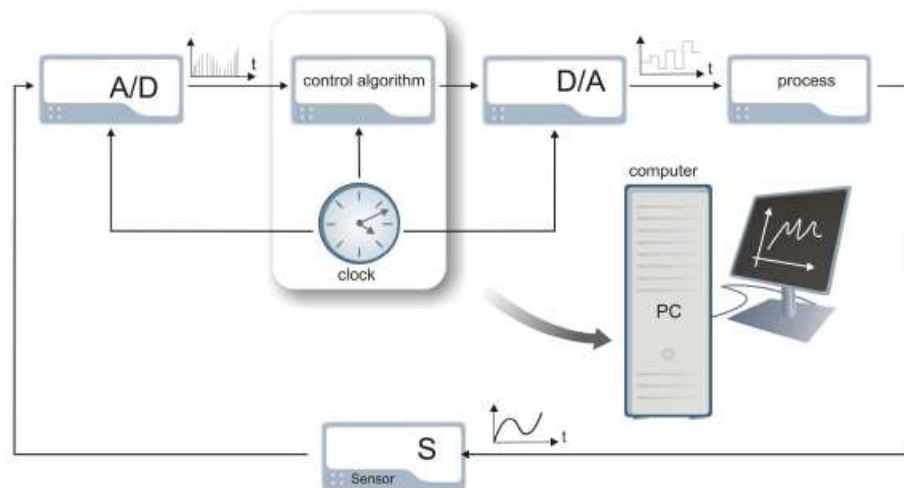 A/D
t
control algorithm
D/A
t
process
clock
computer
PC
S
Sensor
t